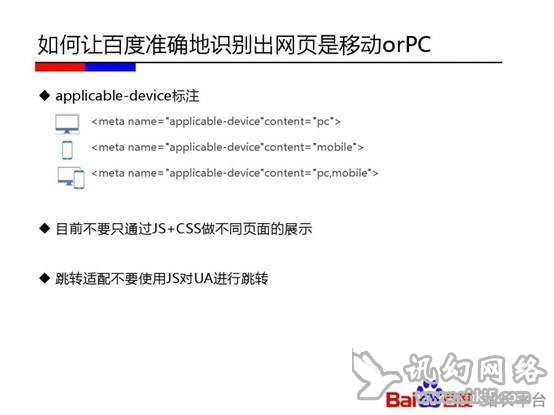 如何让百度准确地识别出网页是移动orPC
◆ applicable-device标注
<meta name="applicable-device"content="pc">
<meta name="applicable-device"content="mobile">
<meta name="applicable-device"content="pc,mobile">
◆ 目前不要只通过JS+CSS做不同页面的展示
◆ 跳转适配不要使用JS对UA进行跳转
讯幻网络
Bai 百度
平台